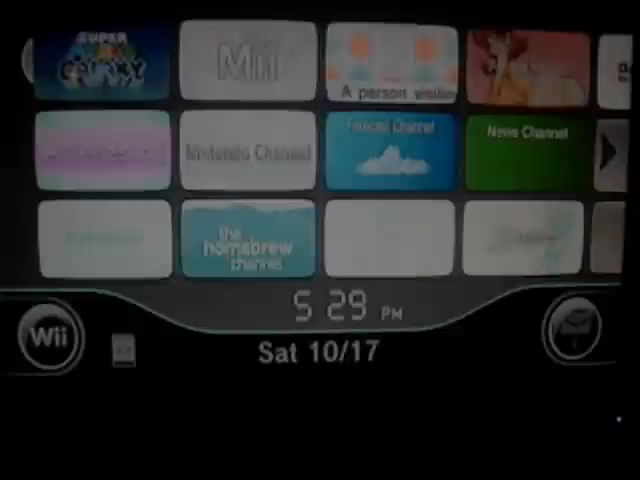 SUPER
GALAXY
Mii
A person visitin
Forecast Channel
News Channel
Nintendo Channel
the
homebrew
channel
5 29 PM
Wii
Sat 10/17